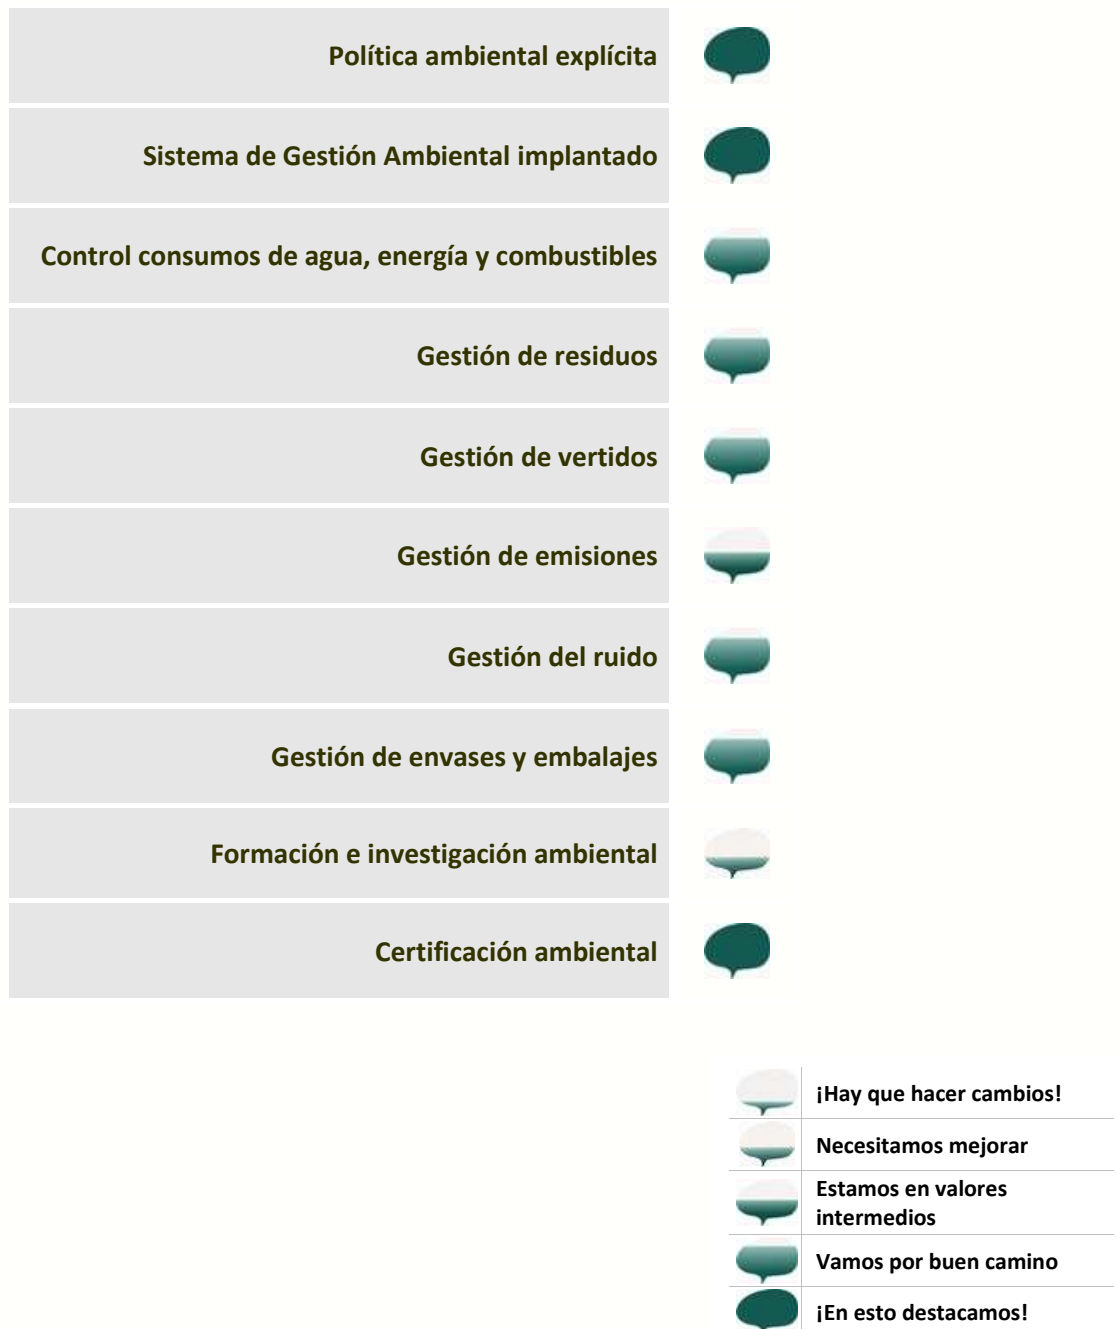 Política ambiental explícita
Sistema de Gestión Ambiental implantado
Control consumos de agua, energía y combustibles
Gestión de residuos
Gestión de vertidos
Gestión de emisiones
Gestión del ruido
Gestión de envases y embalajes
Formación e investigación ambiental
Certificación ambiental
¡Hay que hacer cambios!
Necesitamos mejorar
Estamos en valores
intermedios
Vamos por buen camino
¡En esto destacamos!